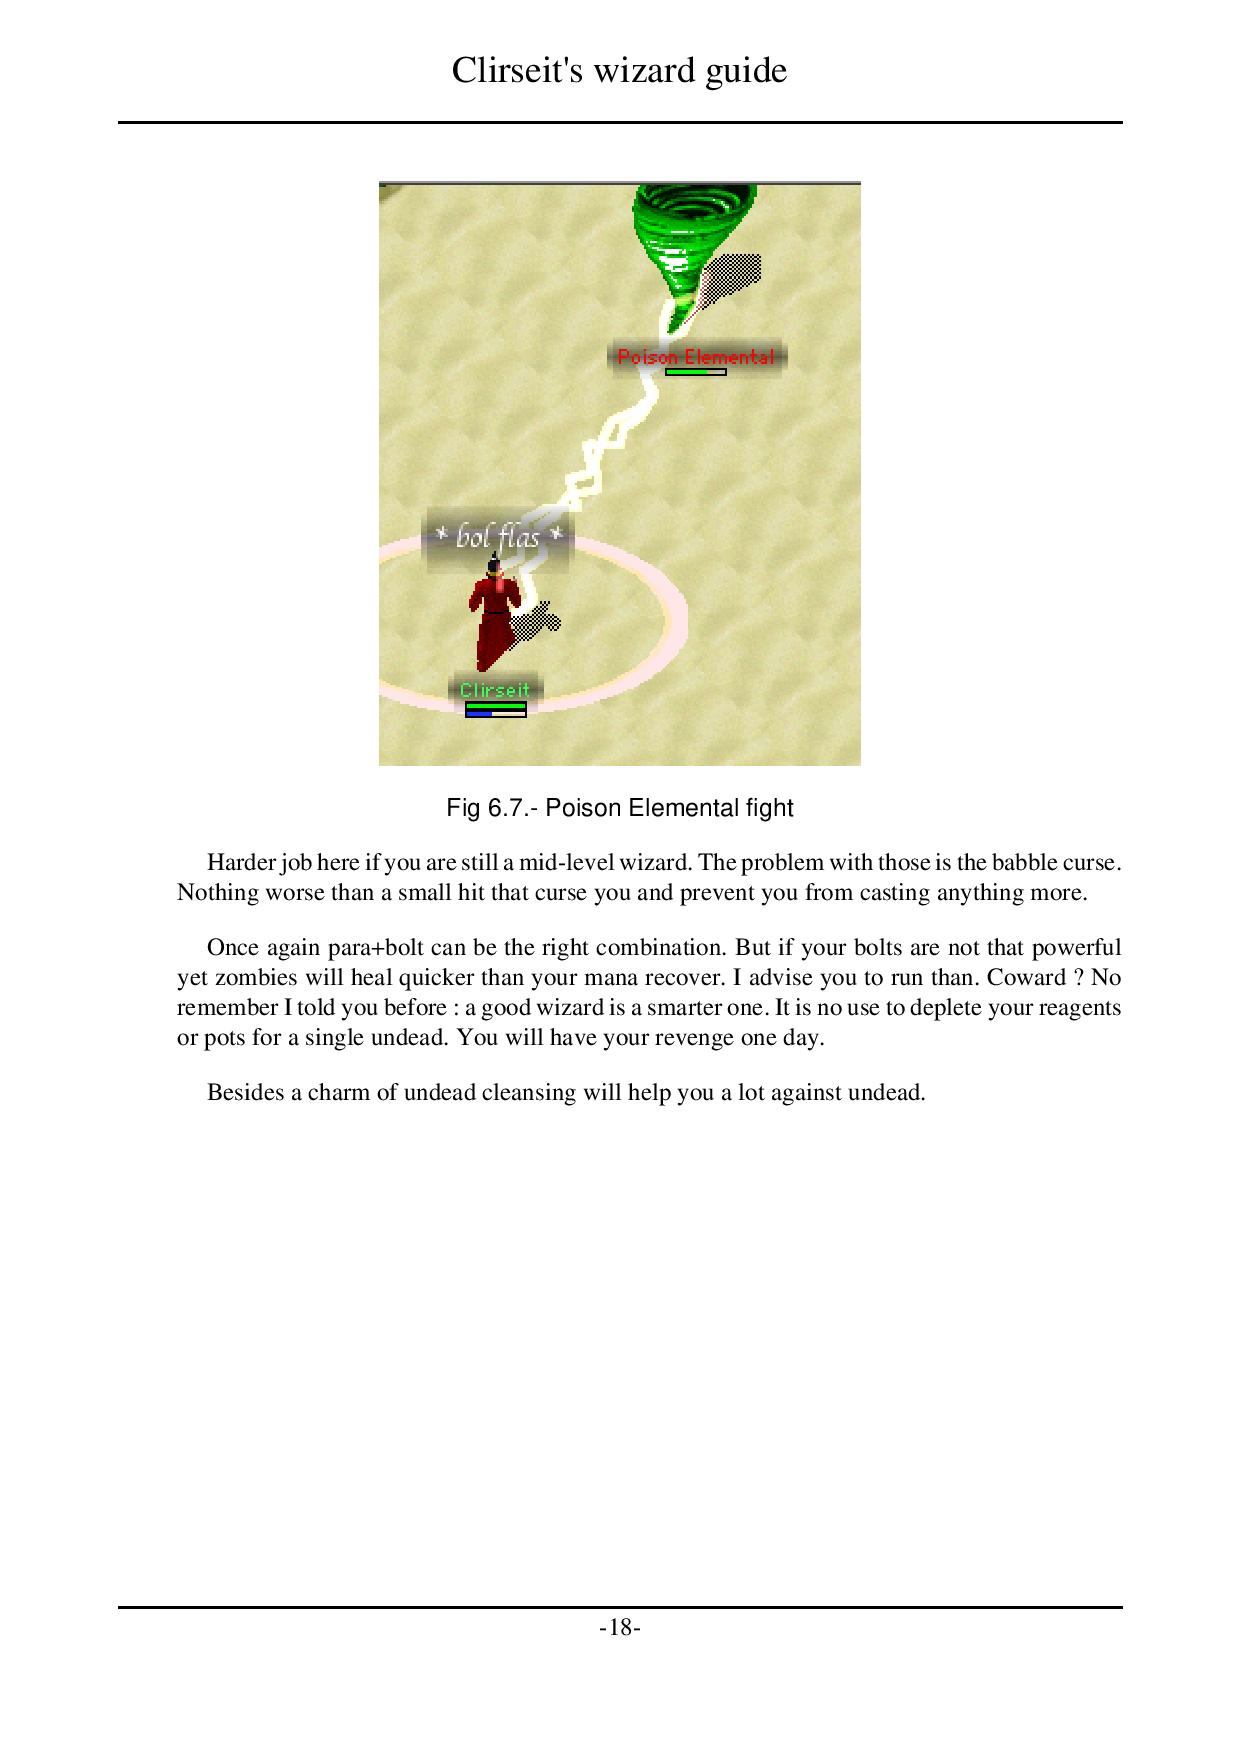 Clirseit's wizard guide
Poison Elemental
* bol flas *
Clirseit
Fig 6.7.- Poison Elemental fight
Harder job here if you are still a mid-level wizard. The problem with those is the babble curse.
Nothing worse than a small hit that curse you and prevent you from casting anything more.
Once again para+bolt can be the right combination. But if your bolts are not that powerful
yet zombies will heal quicker than your mana recover. I advise you to run than. Coward ? No
remember I told you before : a good wizard is a smarter one. It is no use to deplete your reagents
or pots for a single undead. You will have your revenge one day.
Besides a charm of undead cleansing will help you a lot against undead.
-18-